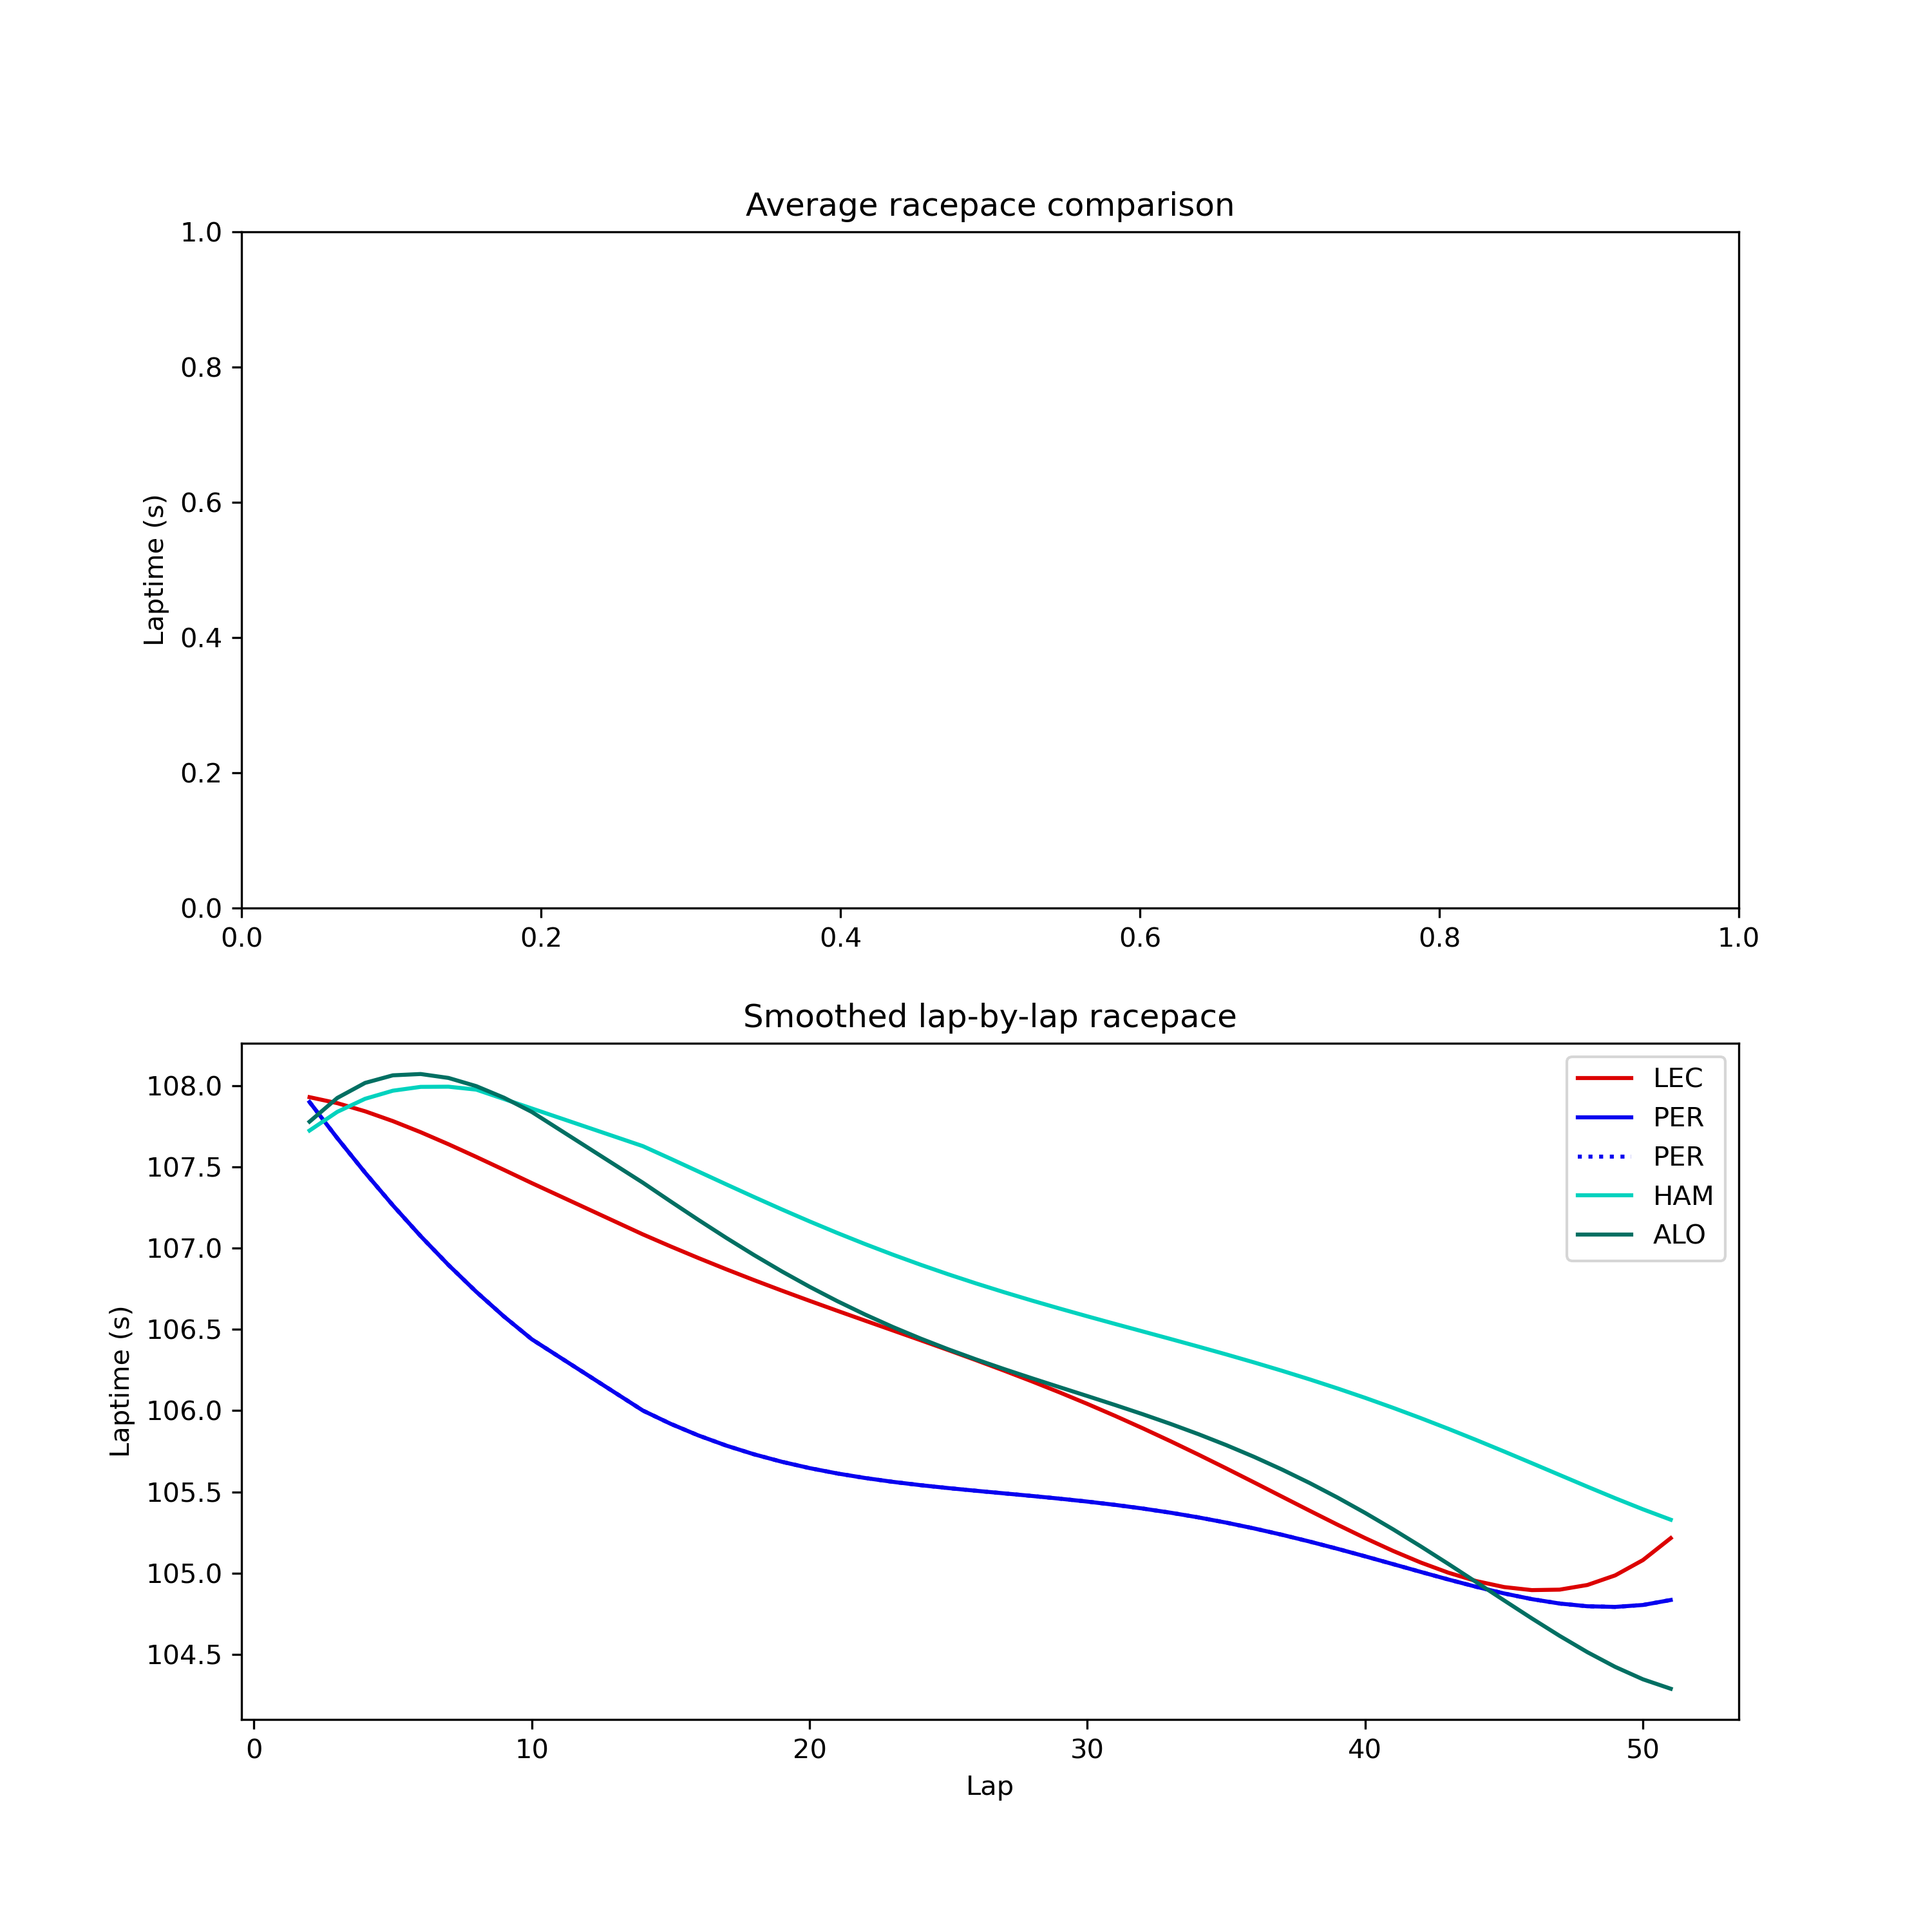 Average racepace comparison
1.0
0.8
0.6
0.4
0.2
0.0
Laptime (s)
0.0 0.2 0.4 0.6 0.8 1.0
Smoothed lap-by-lap racepace
108.0
107.5
107.0
106.5
106.0
105.5
105.0
104.5
Laptime (s)
LEC
PER
PER
HAM
ALO
0 10 20 30 40 50
Lap